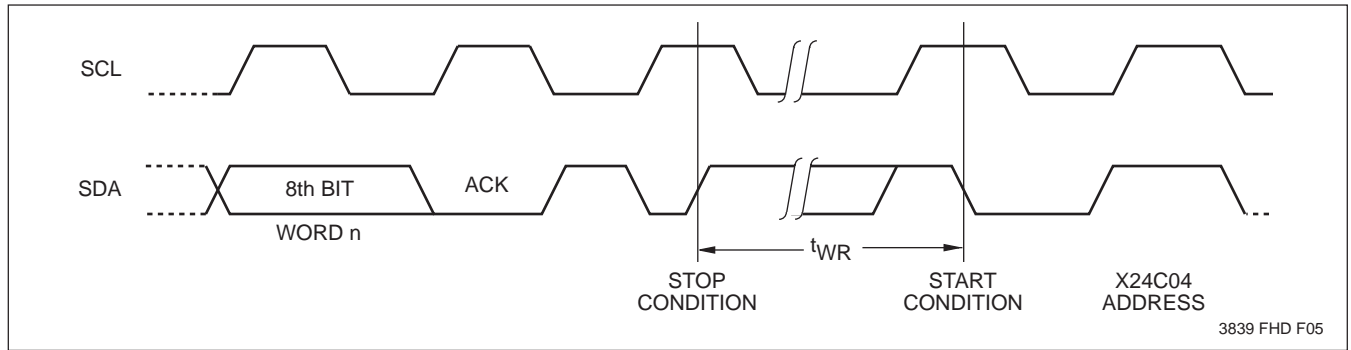 SCL
SDA
8th BIT
ACK
WORD n
tWR
STOP
CONDITION
START
CONDITION
X24C04
ADDRESS
3839 FHD F05